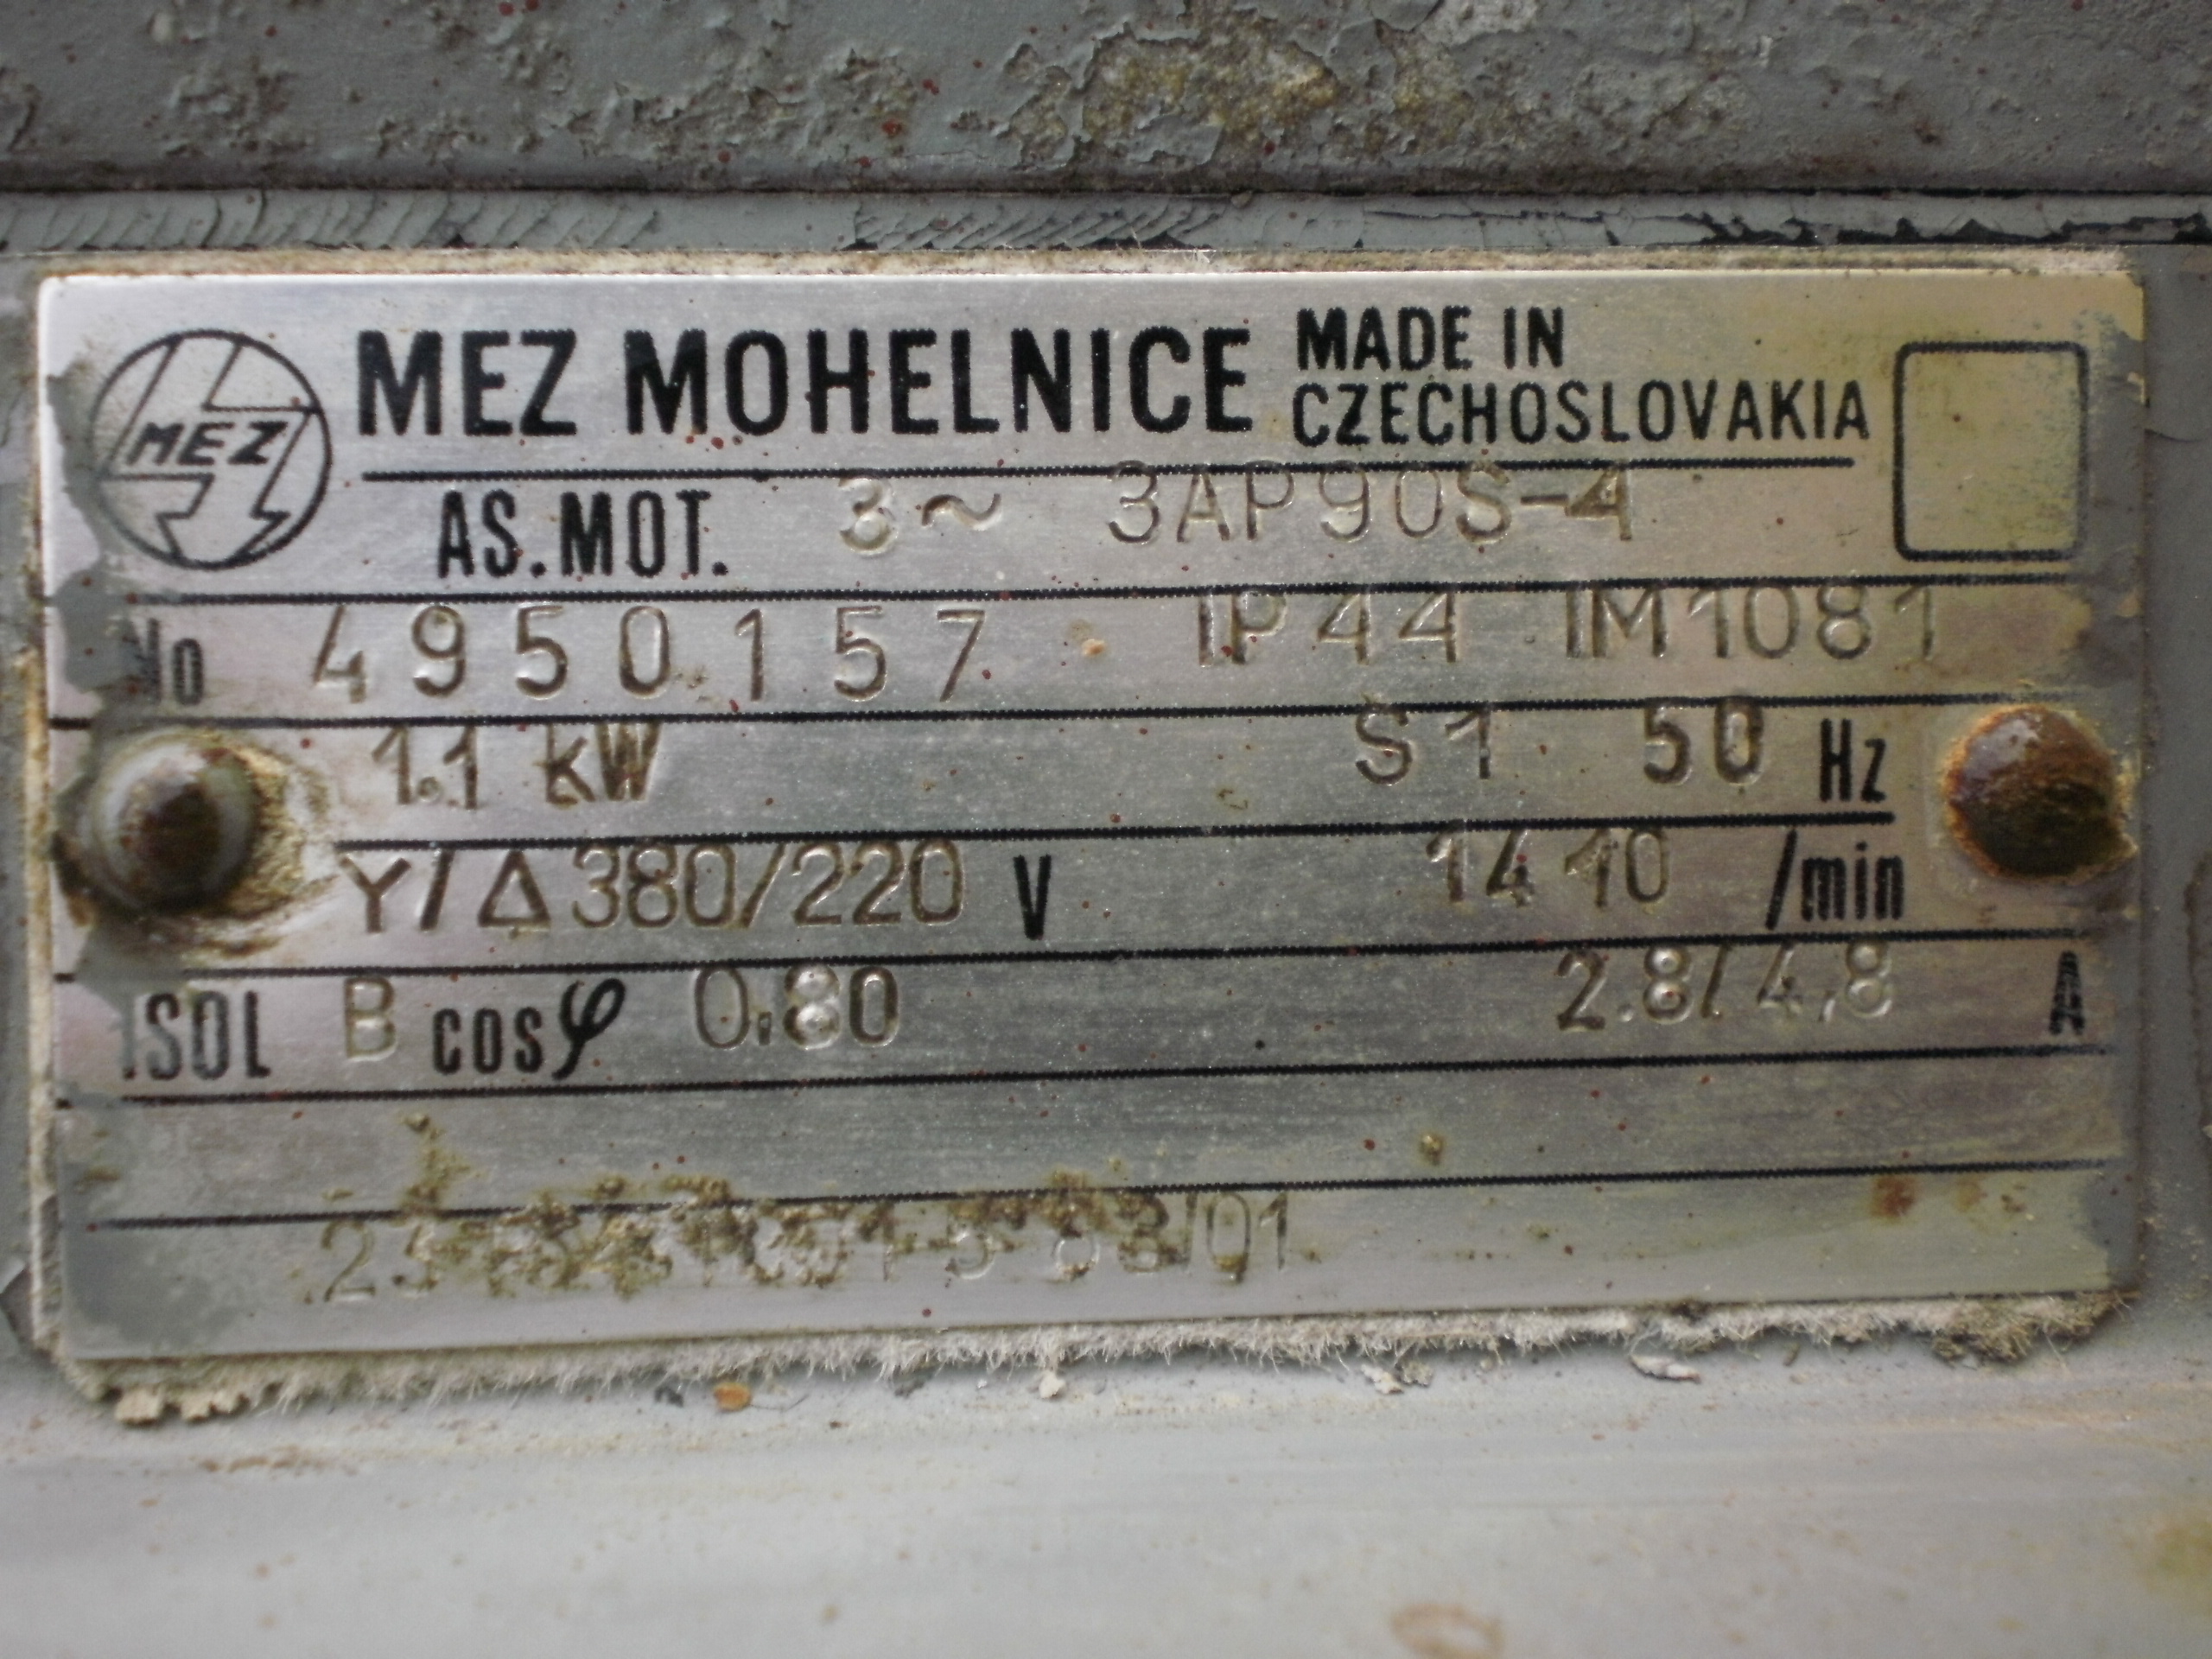 MEZ MEZ MOHELNICE MADE IN
CZECHOSLOVAKIA
AS.MOT. 3~ 3AP90S-4
No 4950157 IP44 IM1081
1.1 kW S1 50 Hz
Y/Δ 380/220 V 1410 /min
ISOL B cosφ 0.80 2.8/4,8 A